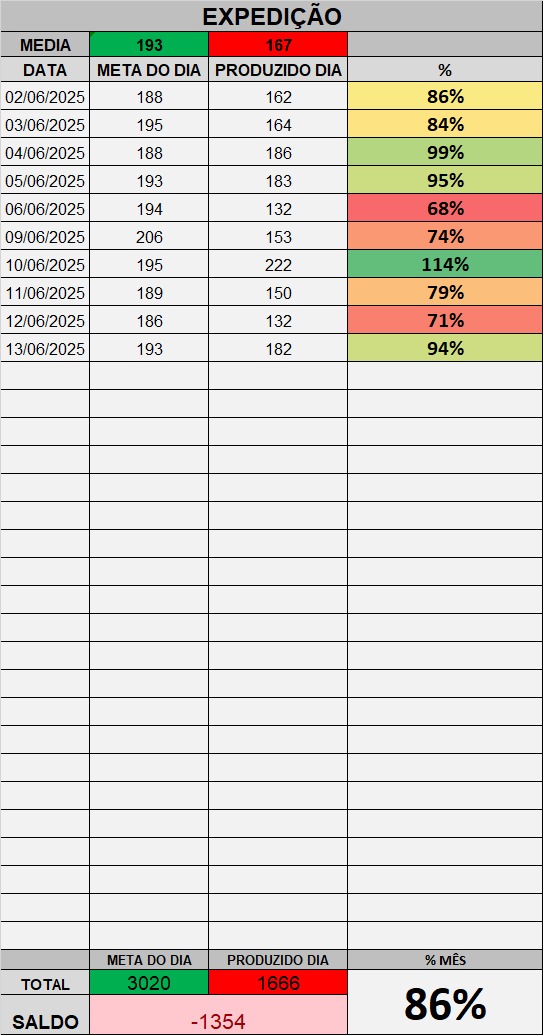 EXPEDIÇÃO
MEDIA 193 167
DATA META DO DIA PRODUZIDO DIA %
02/06/2025 188 162 86%
03/06/2025 195 164 84%
04/06/2025 188 186 99%
05/06/2025 193 183 95%
06/06/2025 194 132 68%
09/06/2025 206 153 74%
10/06/2025 195 222 114%
11/06/2025 189 150 79%
12/06/2025 186 132 71%
13/06/2025 193 182 94%
META DO DIA PRODUZIDO DIA % MÊS
TOTAL 3020 1666
86%
SALDO -1354